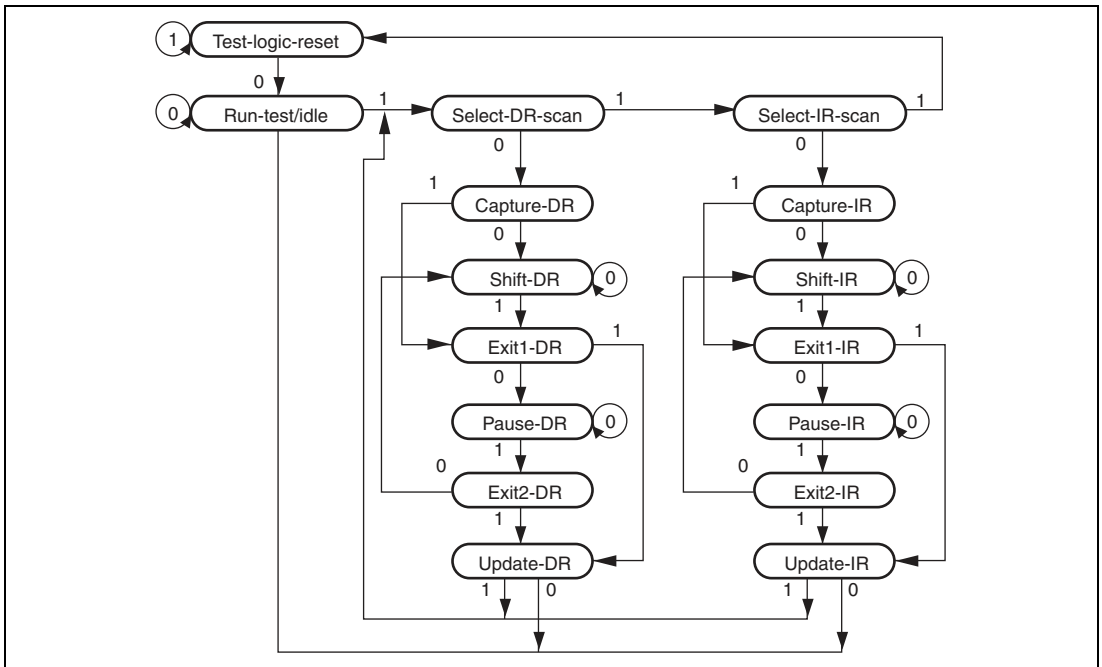 1 Test-logic-reset
0
0 Run-test/idle 1 Select-DR-scan 1 Select-IR-scan 1
0 0
1 Capture-DR 1 Capture-IR
0 0
Shift-DR 0 Shift-IR 0
1 1
Exit1-DR 1 Exit1-IR 1
0 0
Pause-DR 0 Pause-IR 0
1 1
0 Exit2-DR 0 Exit2-IR
1 1
Update-DR Update-IR
1 0 1 0